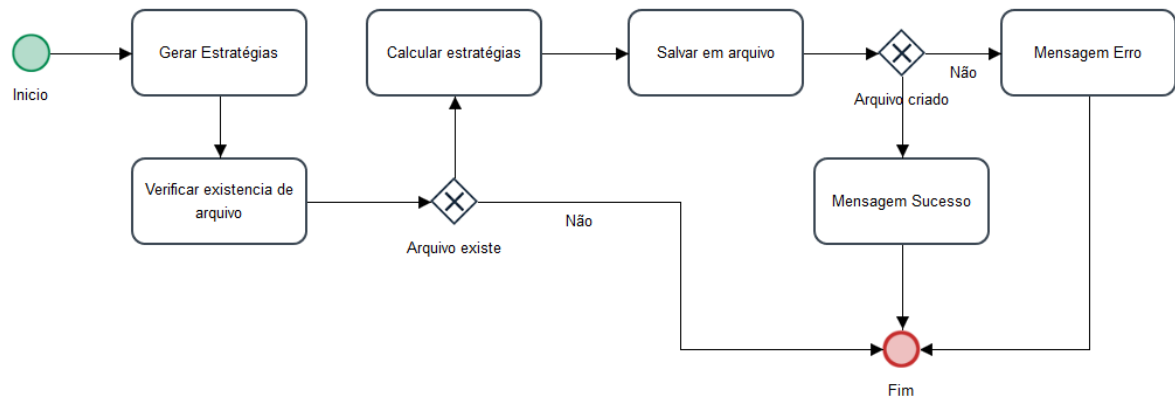 Gerar Estratégias
Calcular estratégias
Salvar em arquivo
Mensagem Erro
Não
Inicio
Arquivo criado
Verificar existencia de
arquivo
Mensagem Sucesso
Não
Arquivo existe
Fim